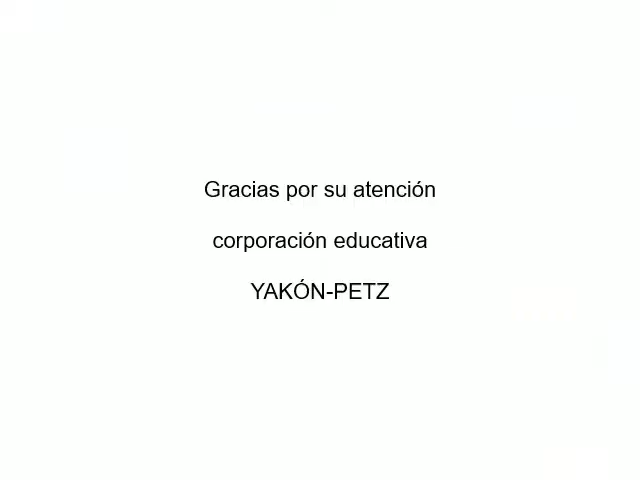 Gracias por su atención
corporación educativa
YAKÓN-PETZ